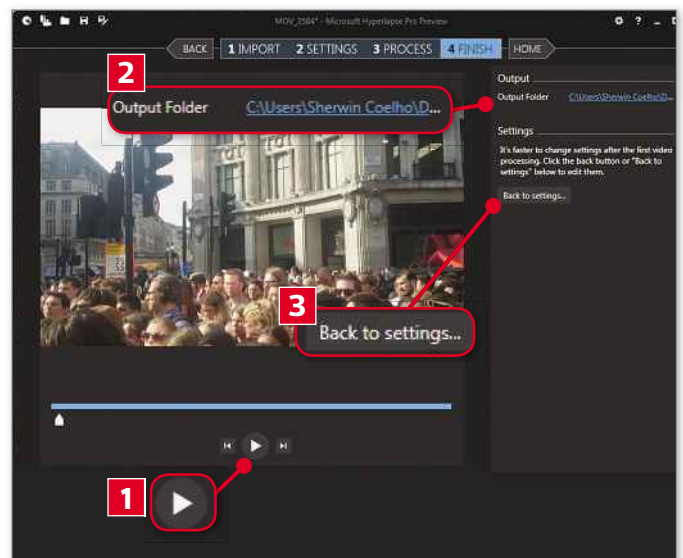 MOV_3584* - Microsoft Hyperlapse Pro Preview
?
BACK
1 IMPORT
2 SETTINGS
3 PROCESS
4 FINISH
HOME
2
Output Folder C:\Users\Sherwin Coelho\D...
Output
Output Folder C:\Users\Sherwin Coelho\D...
Settings
It's faster to change settings after the first video
processing. Click the back button or "Back to
settings" below to edit them.
Back to settings...
3
Back to settings...
1